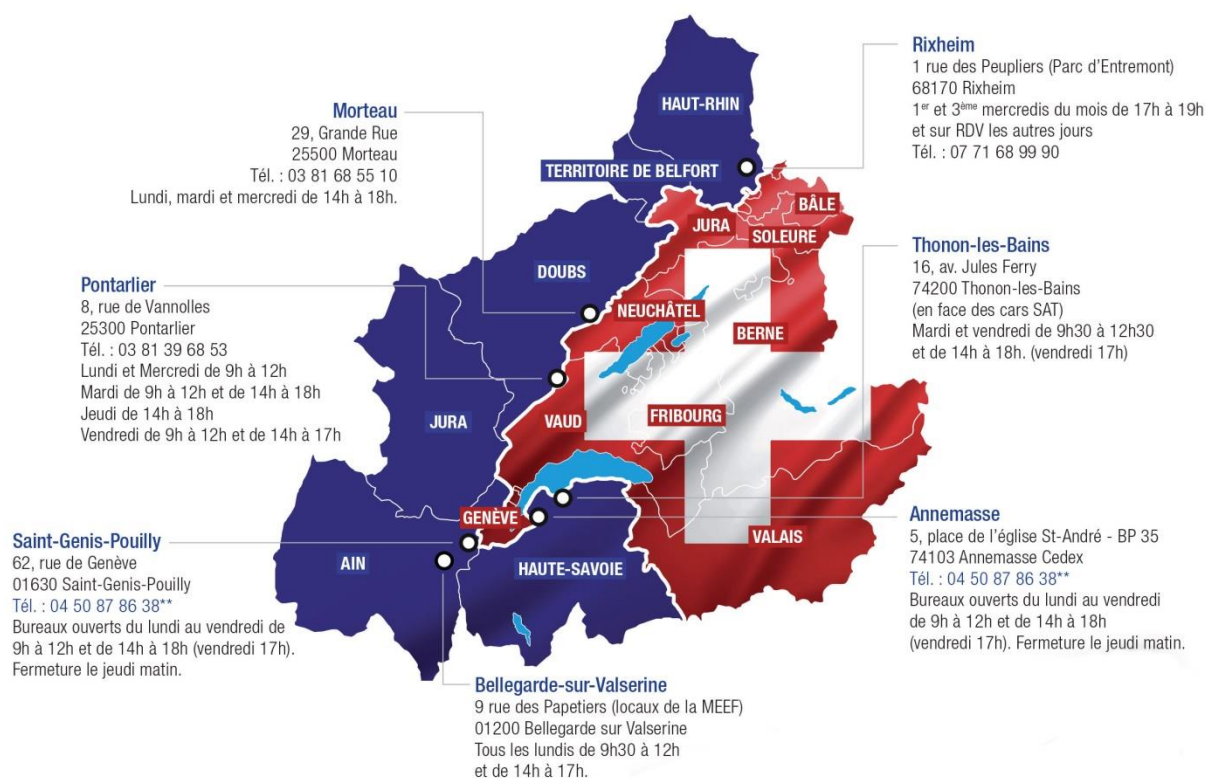 Rixheim
1 rue des Peupliers (Parc d'Entremont)
68170 Rixheim
1er et 3ème mercredis du mois de 17h à 19h
et sur RDV les autres jours
Tél. : 07 71 68 99 90
Morteau
29, Grande Rue
25500 Morteau
Tél. : 03 81 68 55 10
Lundi, mardi et mercredi de 14h à 18h.
HAUT-RHIN
TERRITOIRE DE BELFORT
BÂLE
JURA
SOLEURE
Thonon-les-Bains
16, av. Jules Ferry
74200 Thonon-les-Bains
(en face des cars SAT)
Mardi et vendredi de 9h30 à 12h30
et de 14h à 18h. (vendredi 17h)
DOUBS
Pontarlier
8, rue de Vannolles
25300 Pontarlier
Tél. : 03 81 39 68 53
Lundi et Mercredi de 9h à 12h
Mardi de 9h à 12h et de 14h à 18h
Jeudi de 14h à 18h
Vendredi de 9h à 12h et de 14h à 17h
NEUCHÂTEL
BERNE
JURA
VAUD
FRIBOURG
GENÈVE
VALAIS
Annemasse
5, place de l'église St-André - BP 35
74103 Annemasse Cedex
Tél. : 04 50 87 86 38**
Bureaux ouverts du lundi au vendredi
de 9h à 12h et de 14h à 18h
(vendredi 17h). Fermeture le jeudi matin.
Saint-Genis-Pouilly
62, rue de Genève
01630 Saint-Genis-Pouilly
Tél. : 04 50 87 86 38**
Bureaux ouverts du lundi au vendredi de
9h à 12h et de 14h à 18h (vendredi 17h).
Fermeture le jeudi matin.
AIN
HAUTE-SAVOIE
Bellegarde-sur-Valserine
9 rue des Papetiers (locaux de la MEEF)
01200 Bellegarde sur Valserine
Tous les lundis de 9h30 à 12h
et de 14h à 17h.